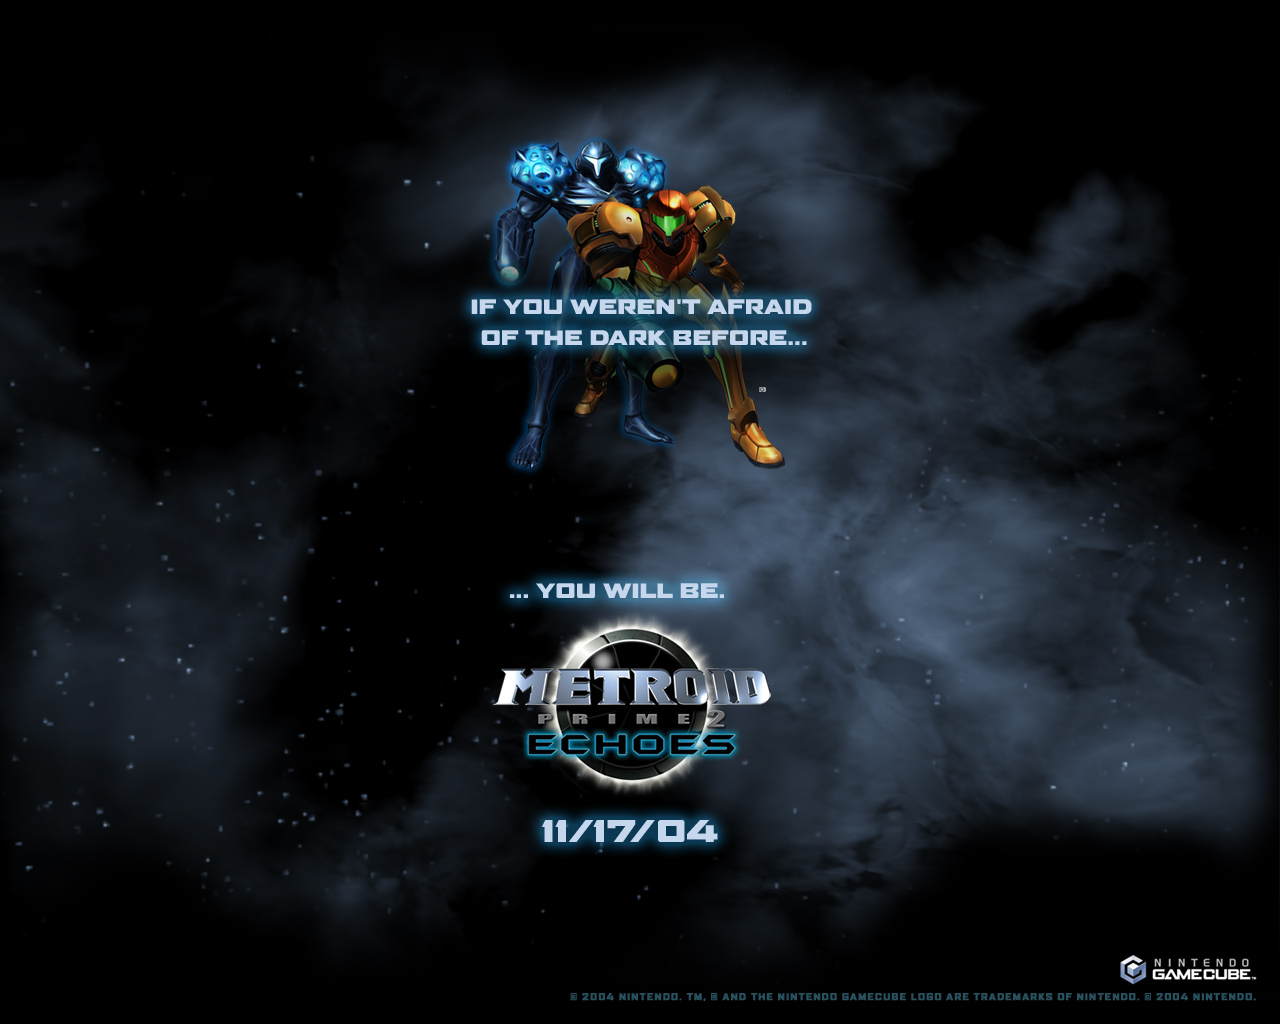 IF YOU WEREN'T AFRAID
OF THE DARK BEFORE...
... YOU WILL BE.
METROID
PRIME 2
ECHOES
11/17/04
NINTENDO
GAMECUBE™
© 2004 NINTENDO. TM, ® AND THE NINTENDO GAMECUBE LOGO ARE TRADEMARKS OF NINTENDO. © 2004 NINTENDO.